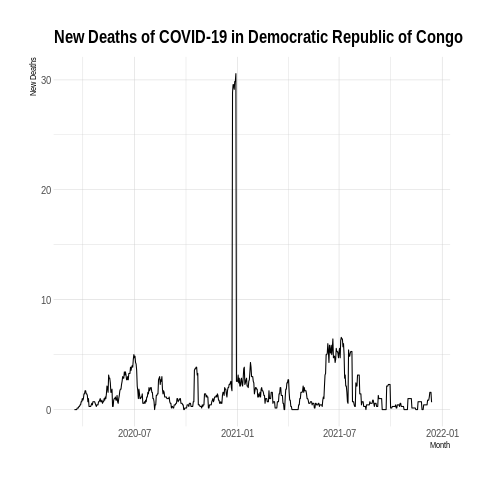 New Deaths of COVID-19 in Democratic Republic of Congo
New Deaths
30
20
10
0
2020-07
2021-01
2021-07
2022-01
Month